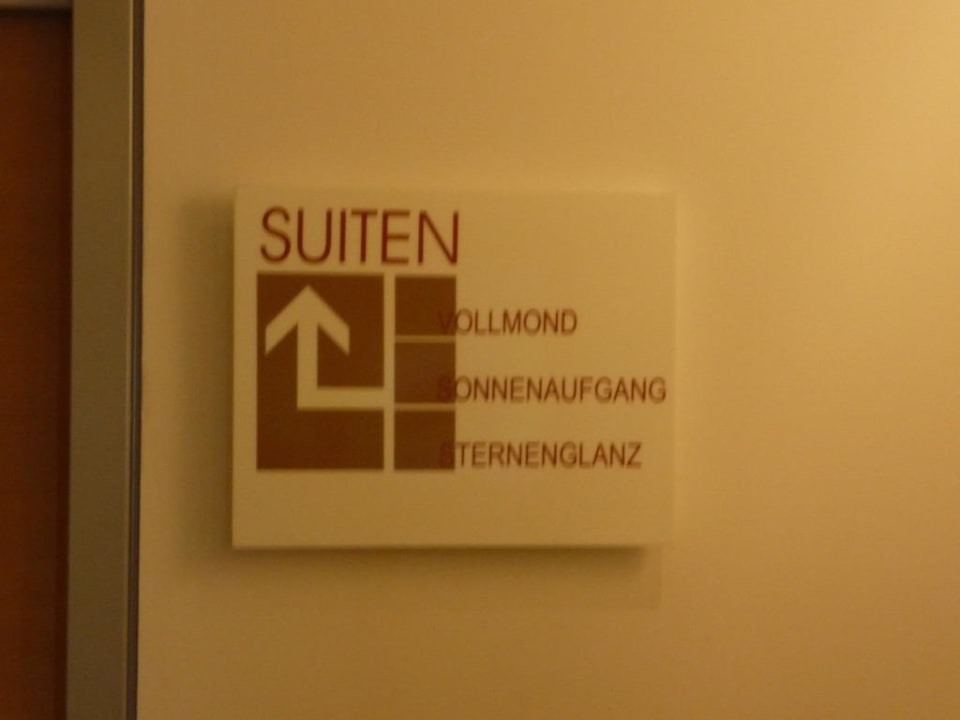 SUITEN
VOLLMOND
SONNENAUFGANG
STERNENGLANZ